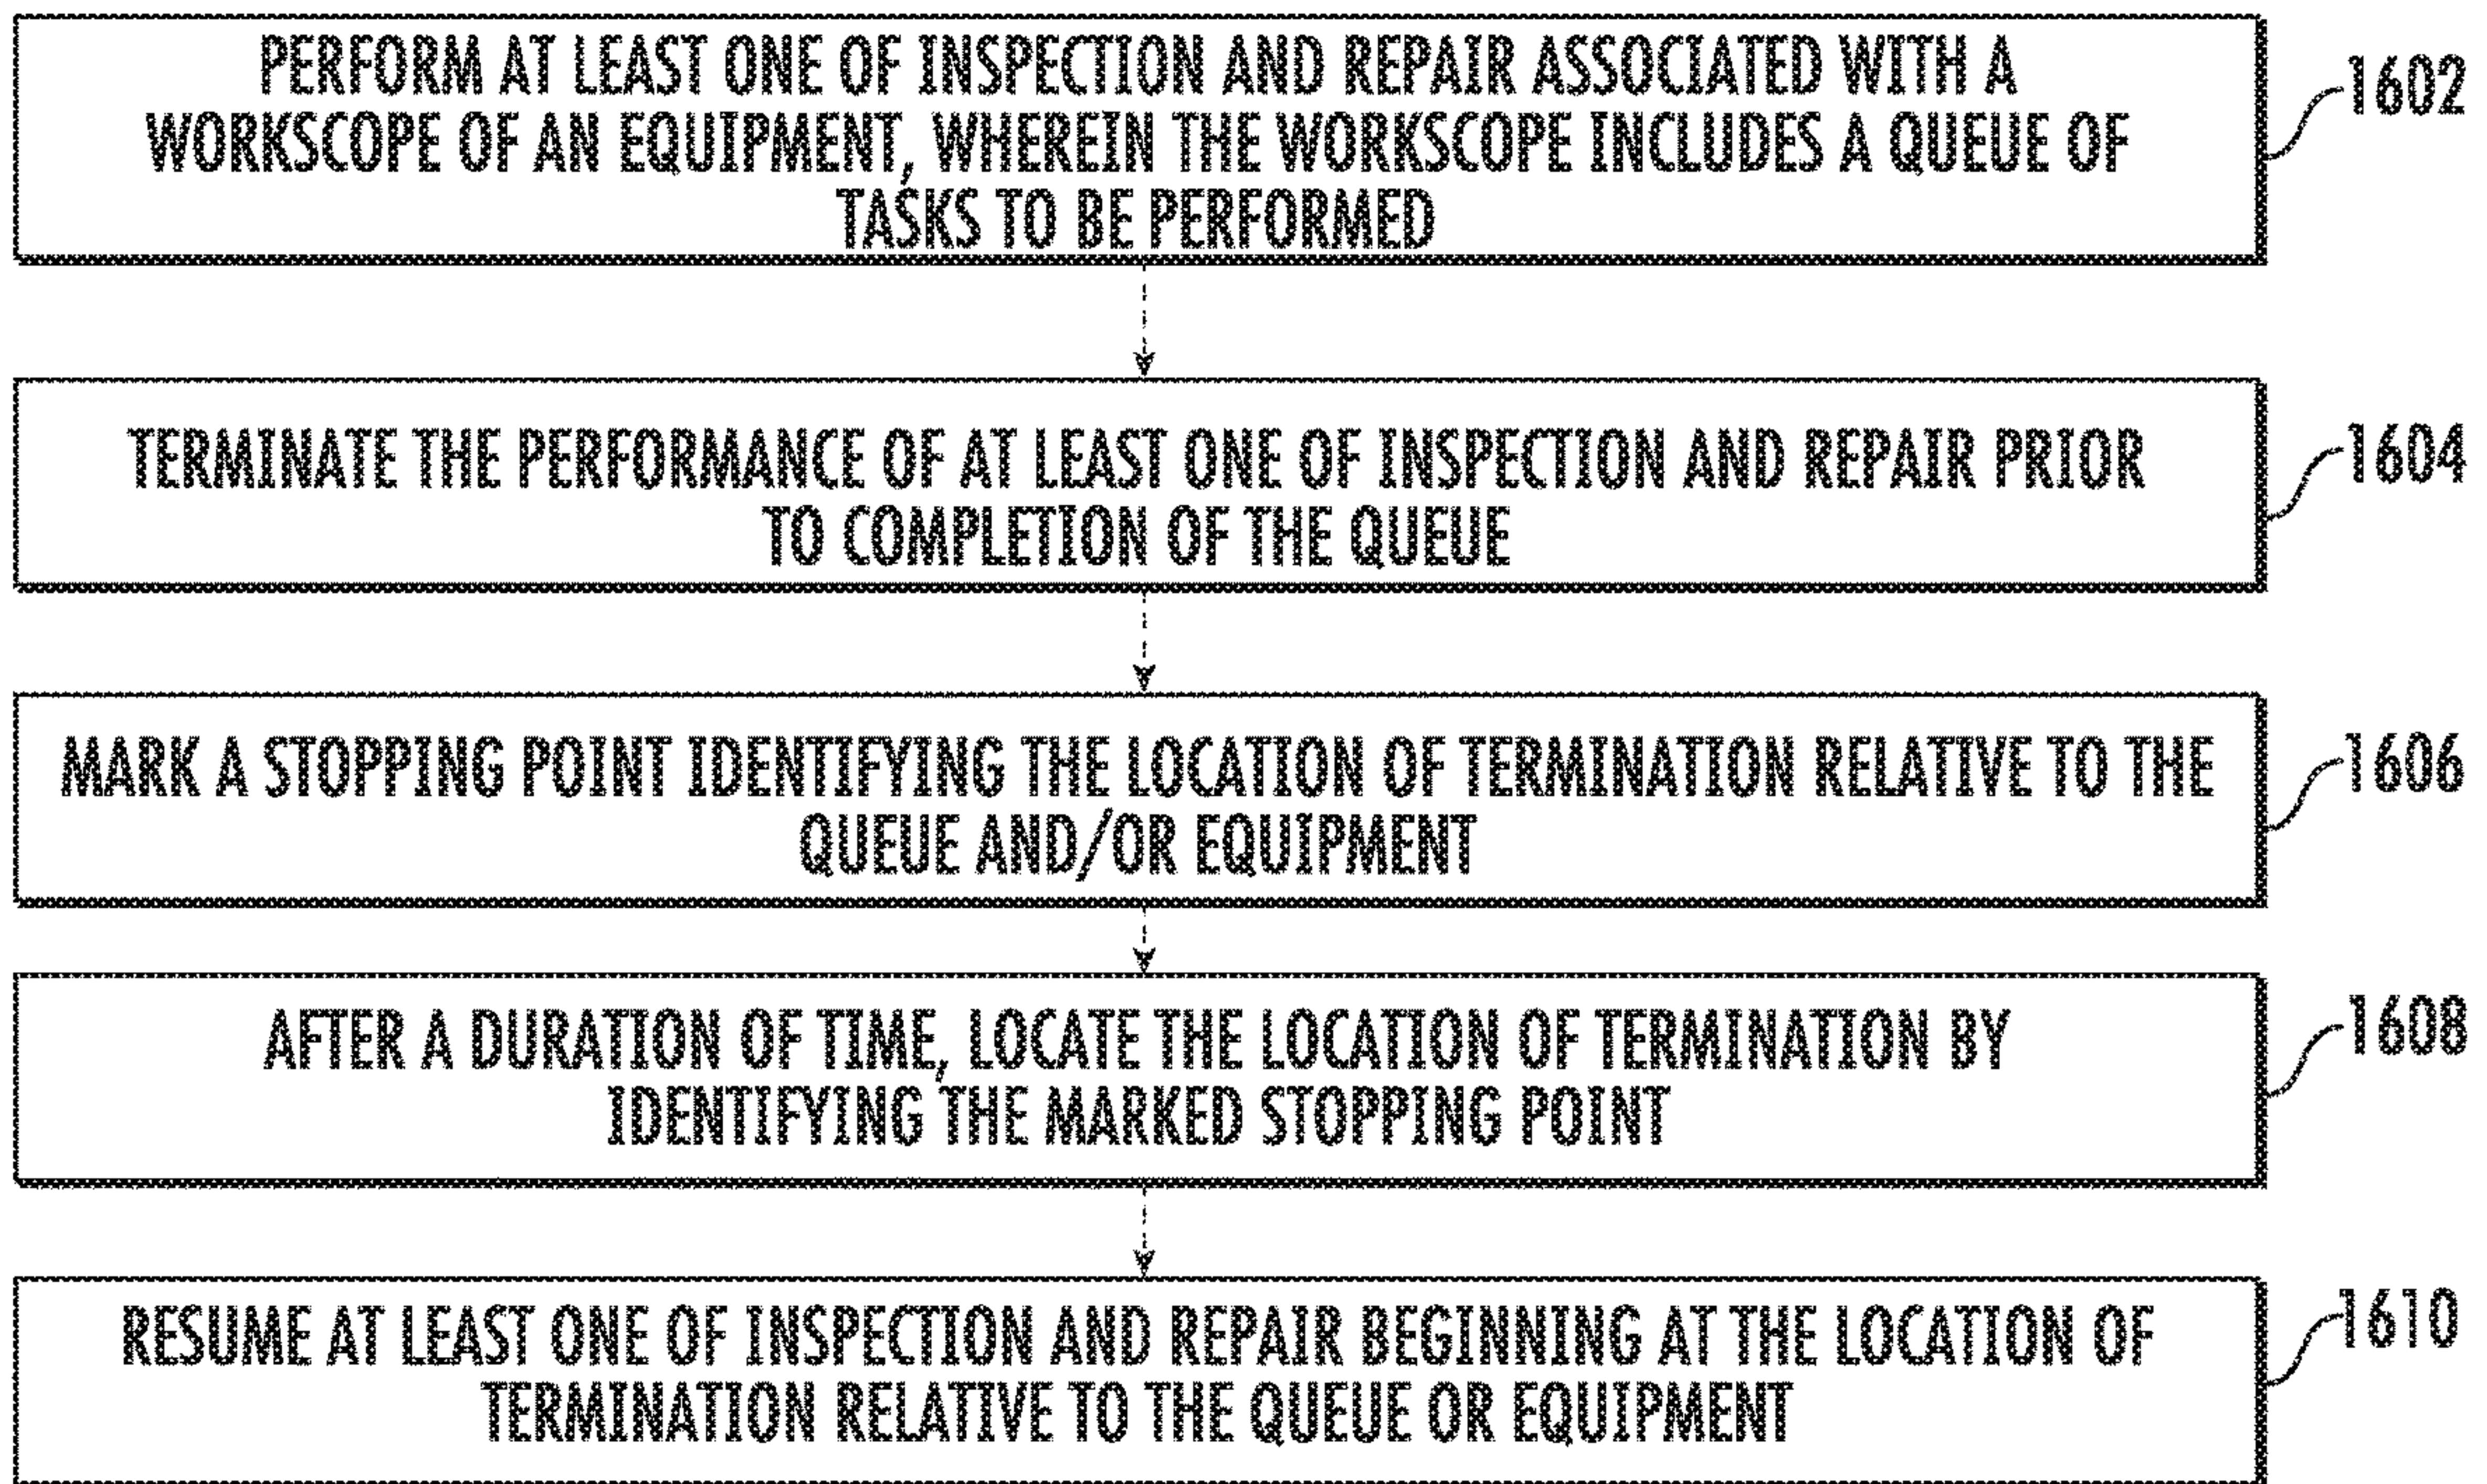 PERFORM AT LEAST ONE OF INSPECTION AND REPAIR ASSOCIATED WITH A
WORKSCOPE OF AN EQUIPMENT, WHEREIN THE WORKSCOPE INCLUDES A QUEUE OF
TASKS TO BE PERFORMED
1602
TERMINATE THE PERFORMANCE OF AT LEAST ONE OF INSPECTION AND REPAIR PRIOR
TO COMPLETION OF THE QUEUE
1604
MARK A STOPPING POINT IDENTIFYING THE LOCATION OF TERMINATION RELATIVE TO THE
QUEUE AND/OR EQUIPMENT
1606
AFTER A DURATION OF TIME, LOCATE THE LOCATION OF TERMINATION BY
IDENTIFYING THE MARKED STOPPING POINT
1608
RESUME AT LEAST ONE OF INSPECTION AND REPAIR BEGINNING AT THE LOCATION OF
TERMINATION RELATIVE TO THE QUEUE OR EQUIPMENT
1610